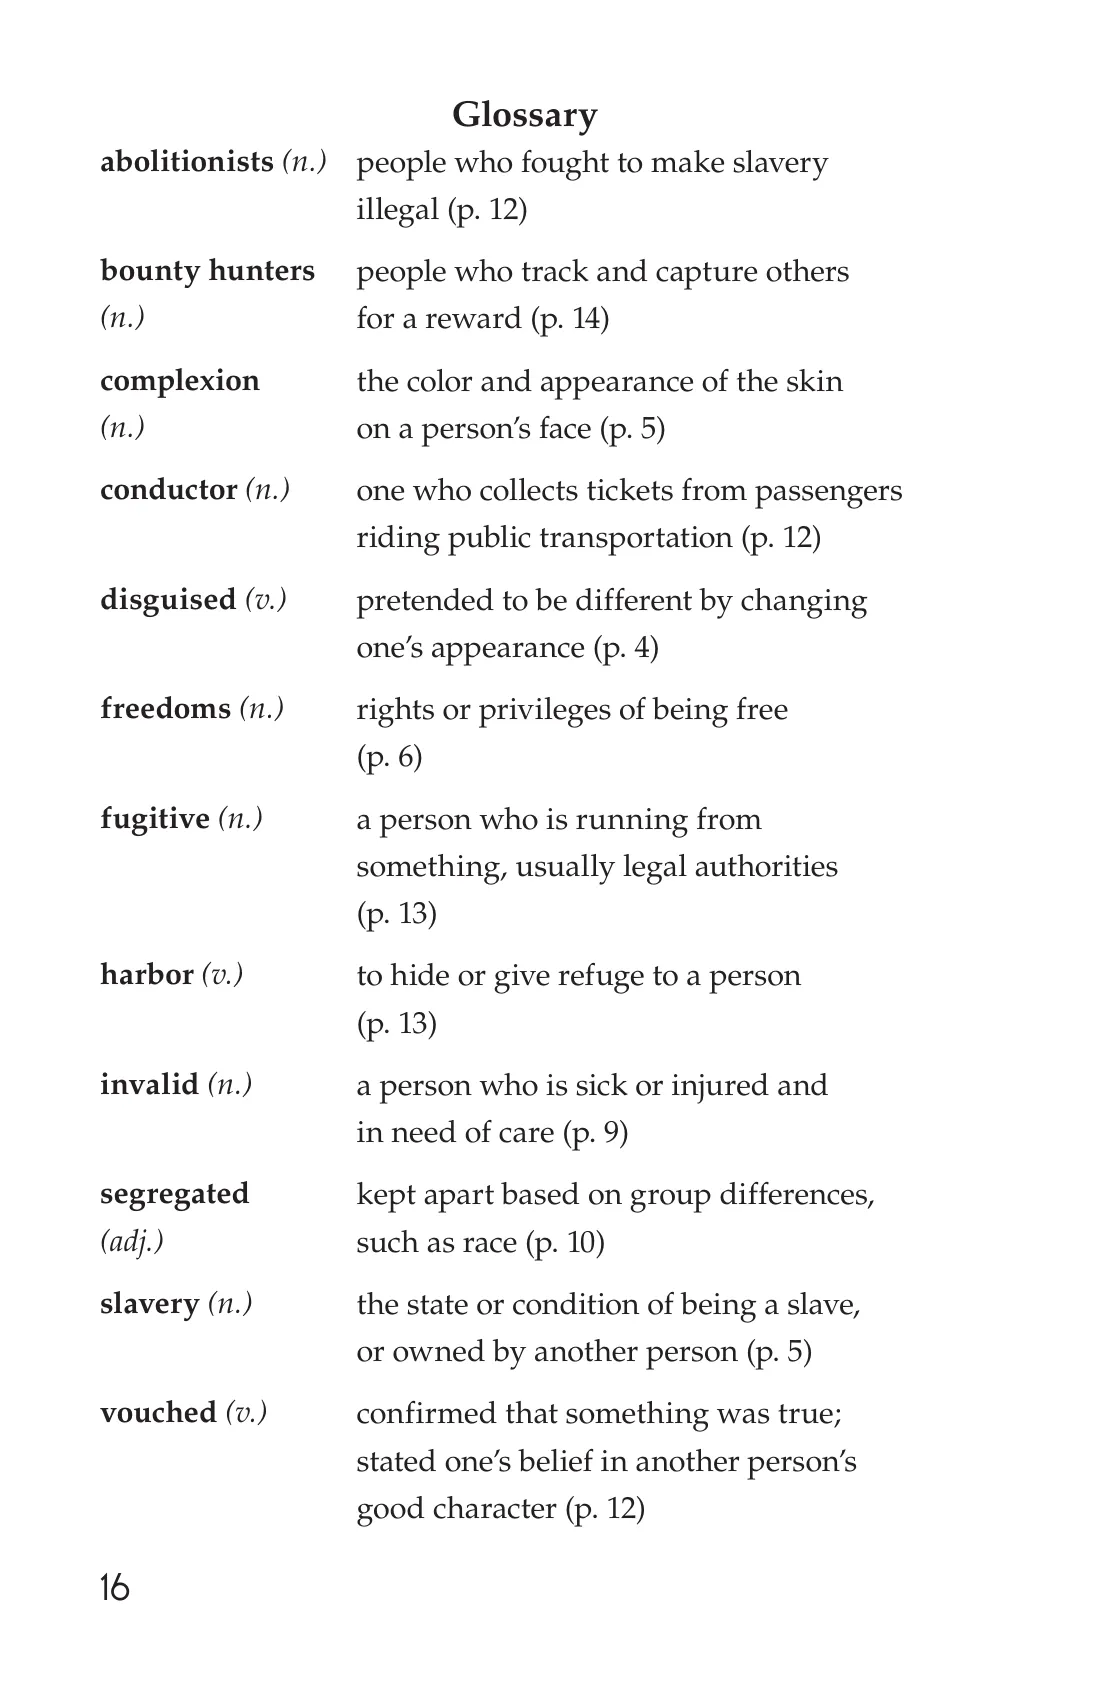 Glossary
abolitionists (n.) people who fought to make slavery
illegal (p. 12)
bounty hunters people who track and capture others
(n.) for a reward (p. 14)
complexion the color and appearance of the skin
(n.) on a person’s face (p. 5)
conductor (n.) one who collects tickets from passengers
riding public transportation (p. 12)
disguised (v.) pretended to be different by changing
one’s appearance (p. 4)
freedoms (n.) rights or privileges of being free
(p. 6)
fugitive (n.) a person who is running from
something, usually legal authorities
(p. 13)
harbor (v.) to hide or give refuge to a person
(p. 13)
invalid (n.) a person who is sick or injured and
in need of care (p. 9)
segregated kept apart based on group differences,
(adj.) such as race (p. 10)
slavery (n.) the state or condition of being a slave,
or owned by another person (p. 5)
vouched (v.) confirmed that something was true;
stated one’s belief in another person’s
good character (p. 12)
16